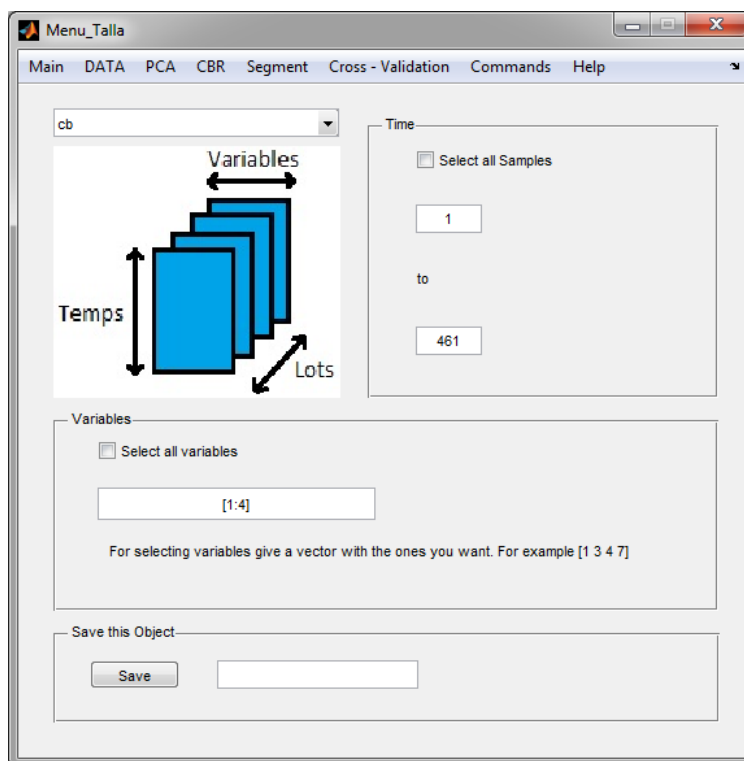 Menu_Talla
Main DATA PCA CBR Segment Cross - Validation Commands Help
cb
Variables
Temps
Lots
Time
Select all Samples
1
to
461
Variables
Select all variables
[1:4]
For selecting variables give a vector with the ones you want. For example [1 3 4 7]
Save this Object
Save